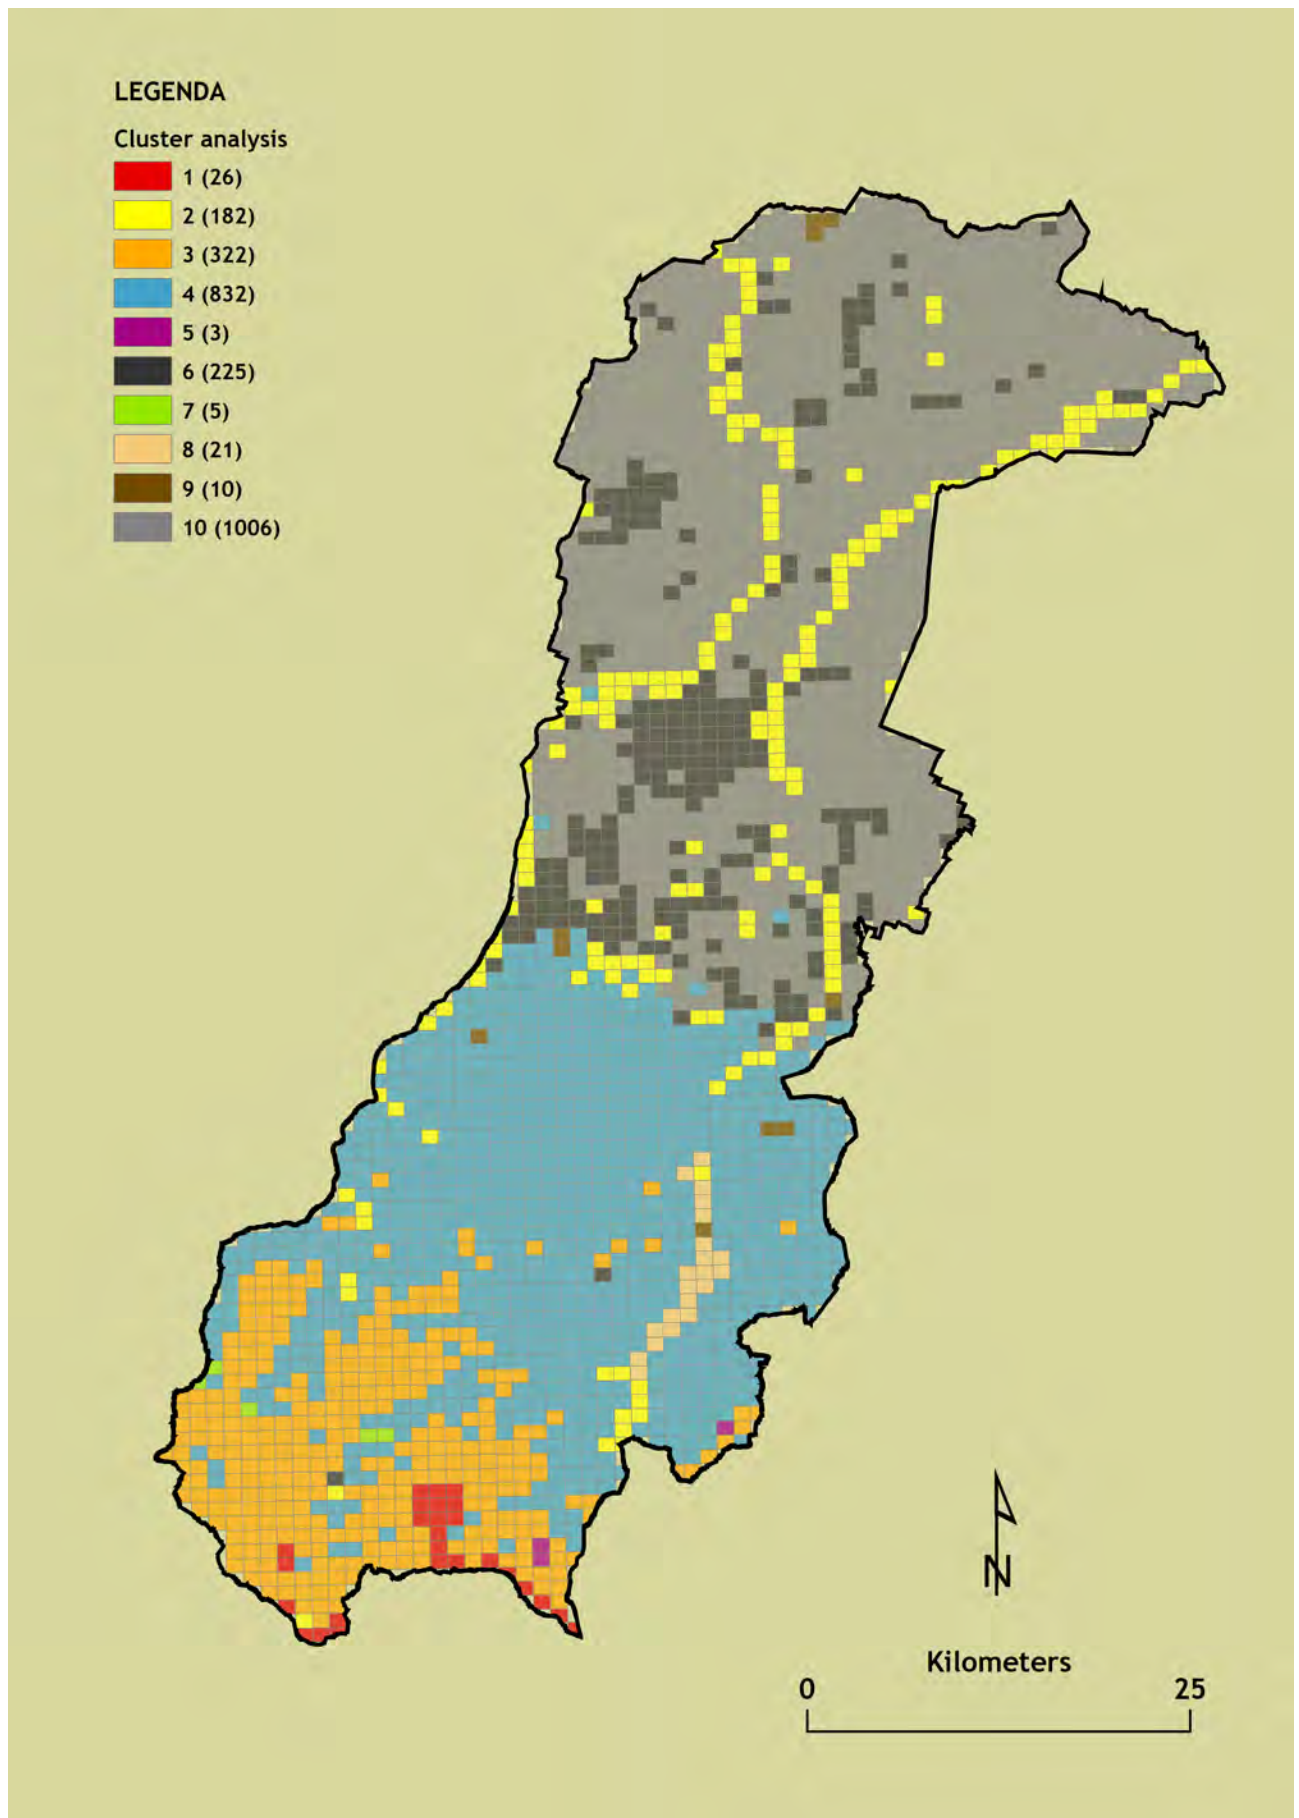 LEGENDA
Cluster analysis
1 (26)
2 (182)
3 (322)
4 (832)
5 (3)
6 (225)
7 (5)
8 (21)
9 (10)
10 (1006)
N
Kilometers
0 25